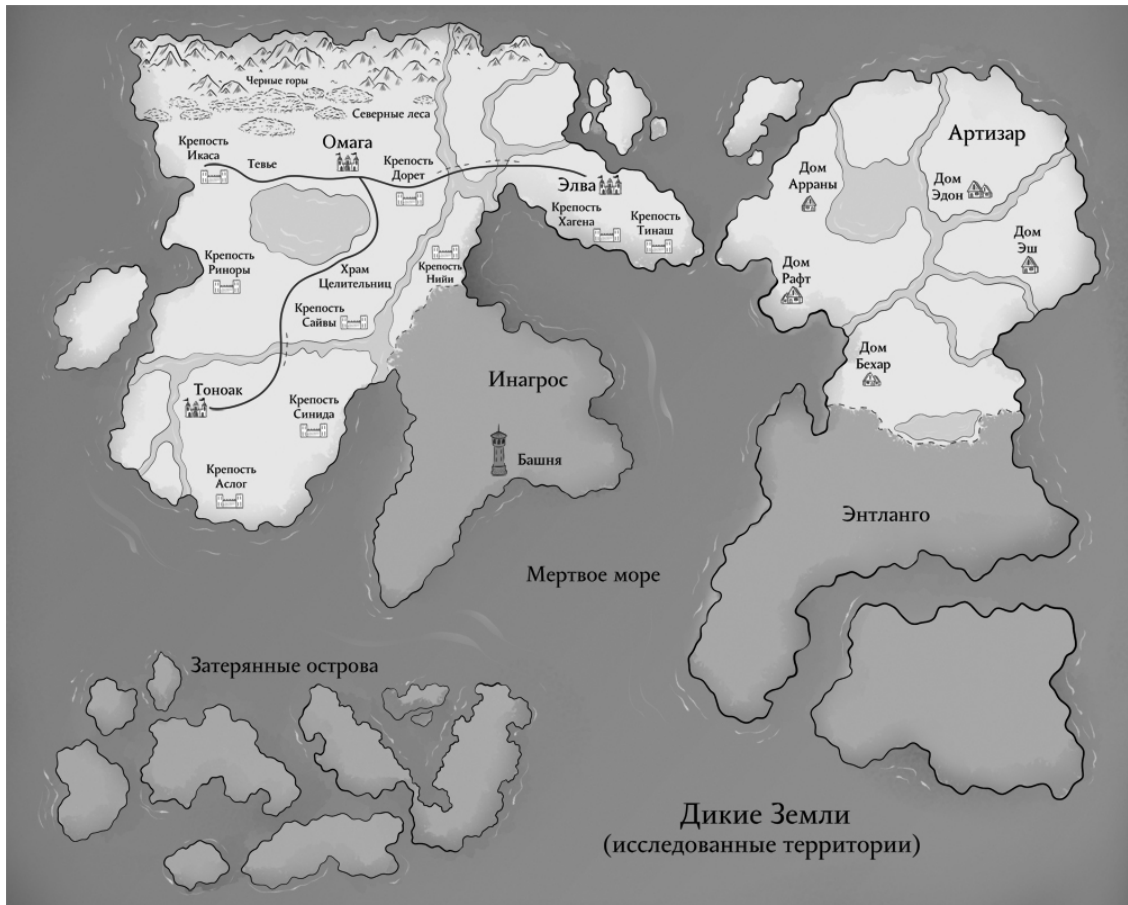 Черные горы
Северные леса
Крепость
Икаса
Тевье
Омага
Крепость
Дорет
Элва
Крепость
Хагена
Крепость
Тинаш
Крепость
Риноры
Храм
Целительниц
Крепость
Нийи
Крепость
Сайвы
Тоноак
Крепость
Синида
Крепость
Аслог
Инагрос
Башня
Артизар
Дом
Арраны
Дом
Эдон
Дом
Эш
Дом
Рафт
Дом
Бехар
Энтланго
Мертвое море
Затерянные острова
Дикие Земли
(исследованные территории)